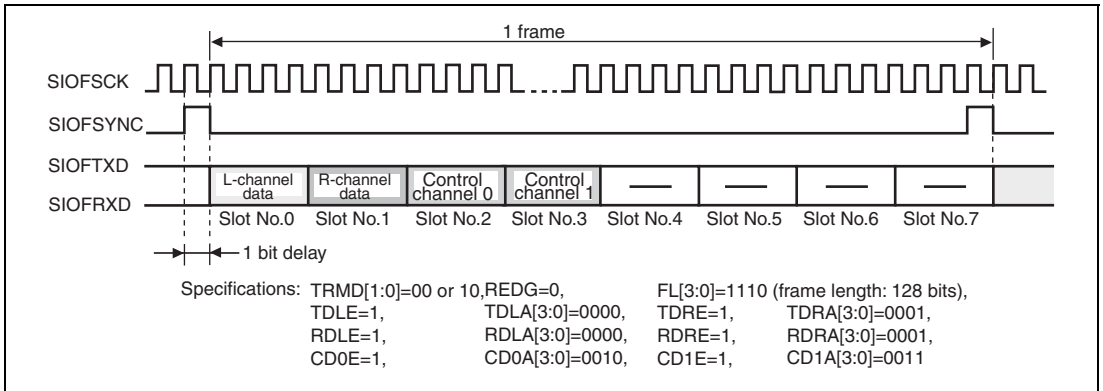 1 frame
SIOFSCK
SIOFSYNC
SIOFTXD
SIOFRXD
L-channel data
R-channel data
Control channel 0
Control channel 1
Slot No.0 Slot No.1 Slot No.2 Slot No.3 Slot No.4 Slot No.5 Slot No.6 Slot No.7
1 bit delay
Specifications: TRMD[1:0]=00 or 10,REDG=0, FL[3:0]=1110 (frame length: 128 bits),
TDLE=1, TDLA[3:0]=0000, TDRE=1, TDRA[3:0]=0001,
RDLE=1, RDLA[3:0]=0000, RDRE=1, RDRA[3:0]=0001,
CD0E=1, CD0A[3:0]=0010, CD1E=1, CD1A[3:0]=0011